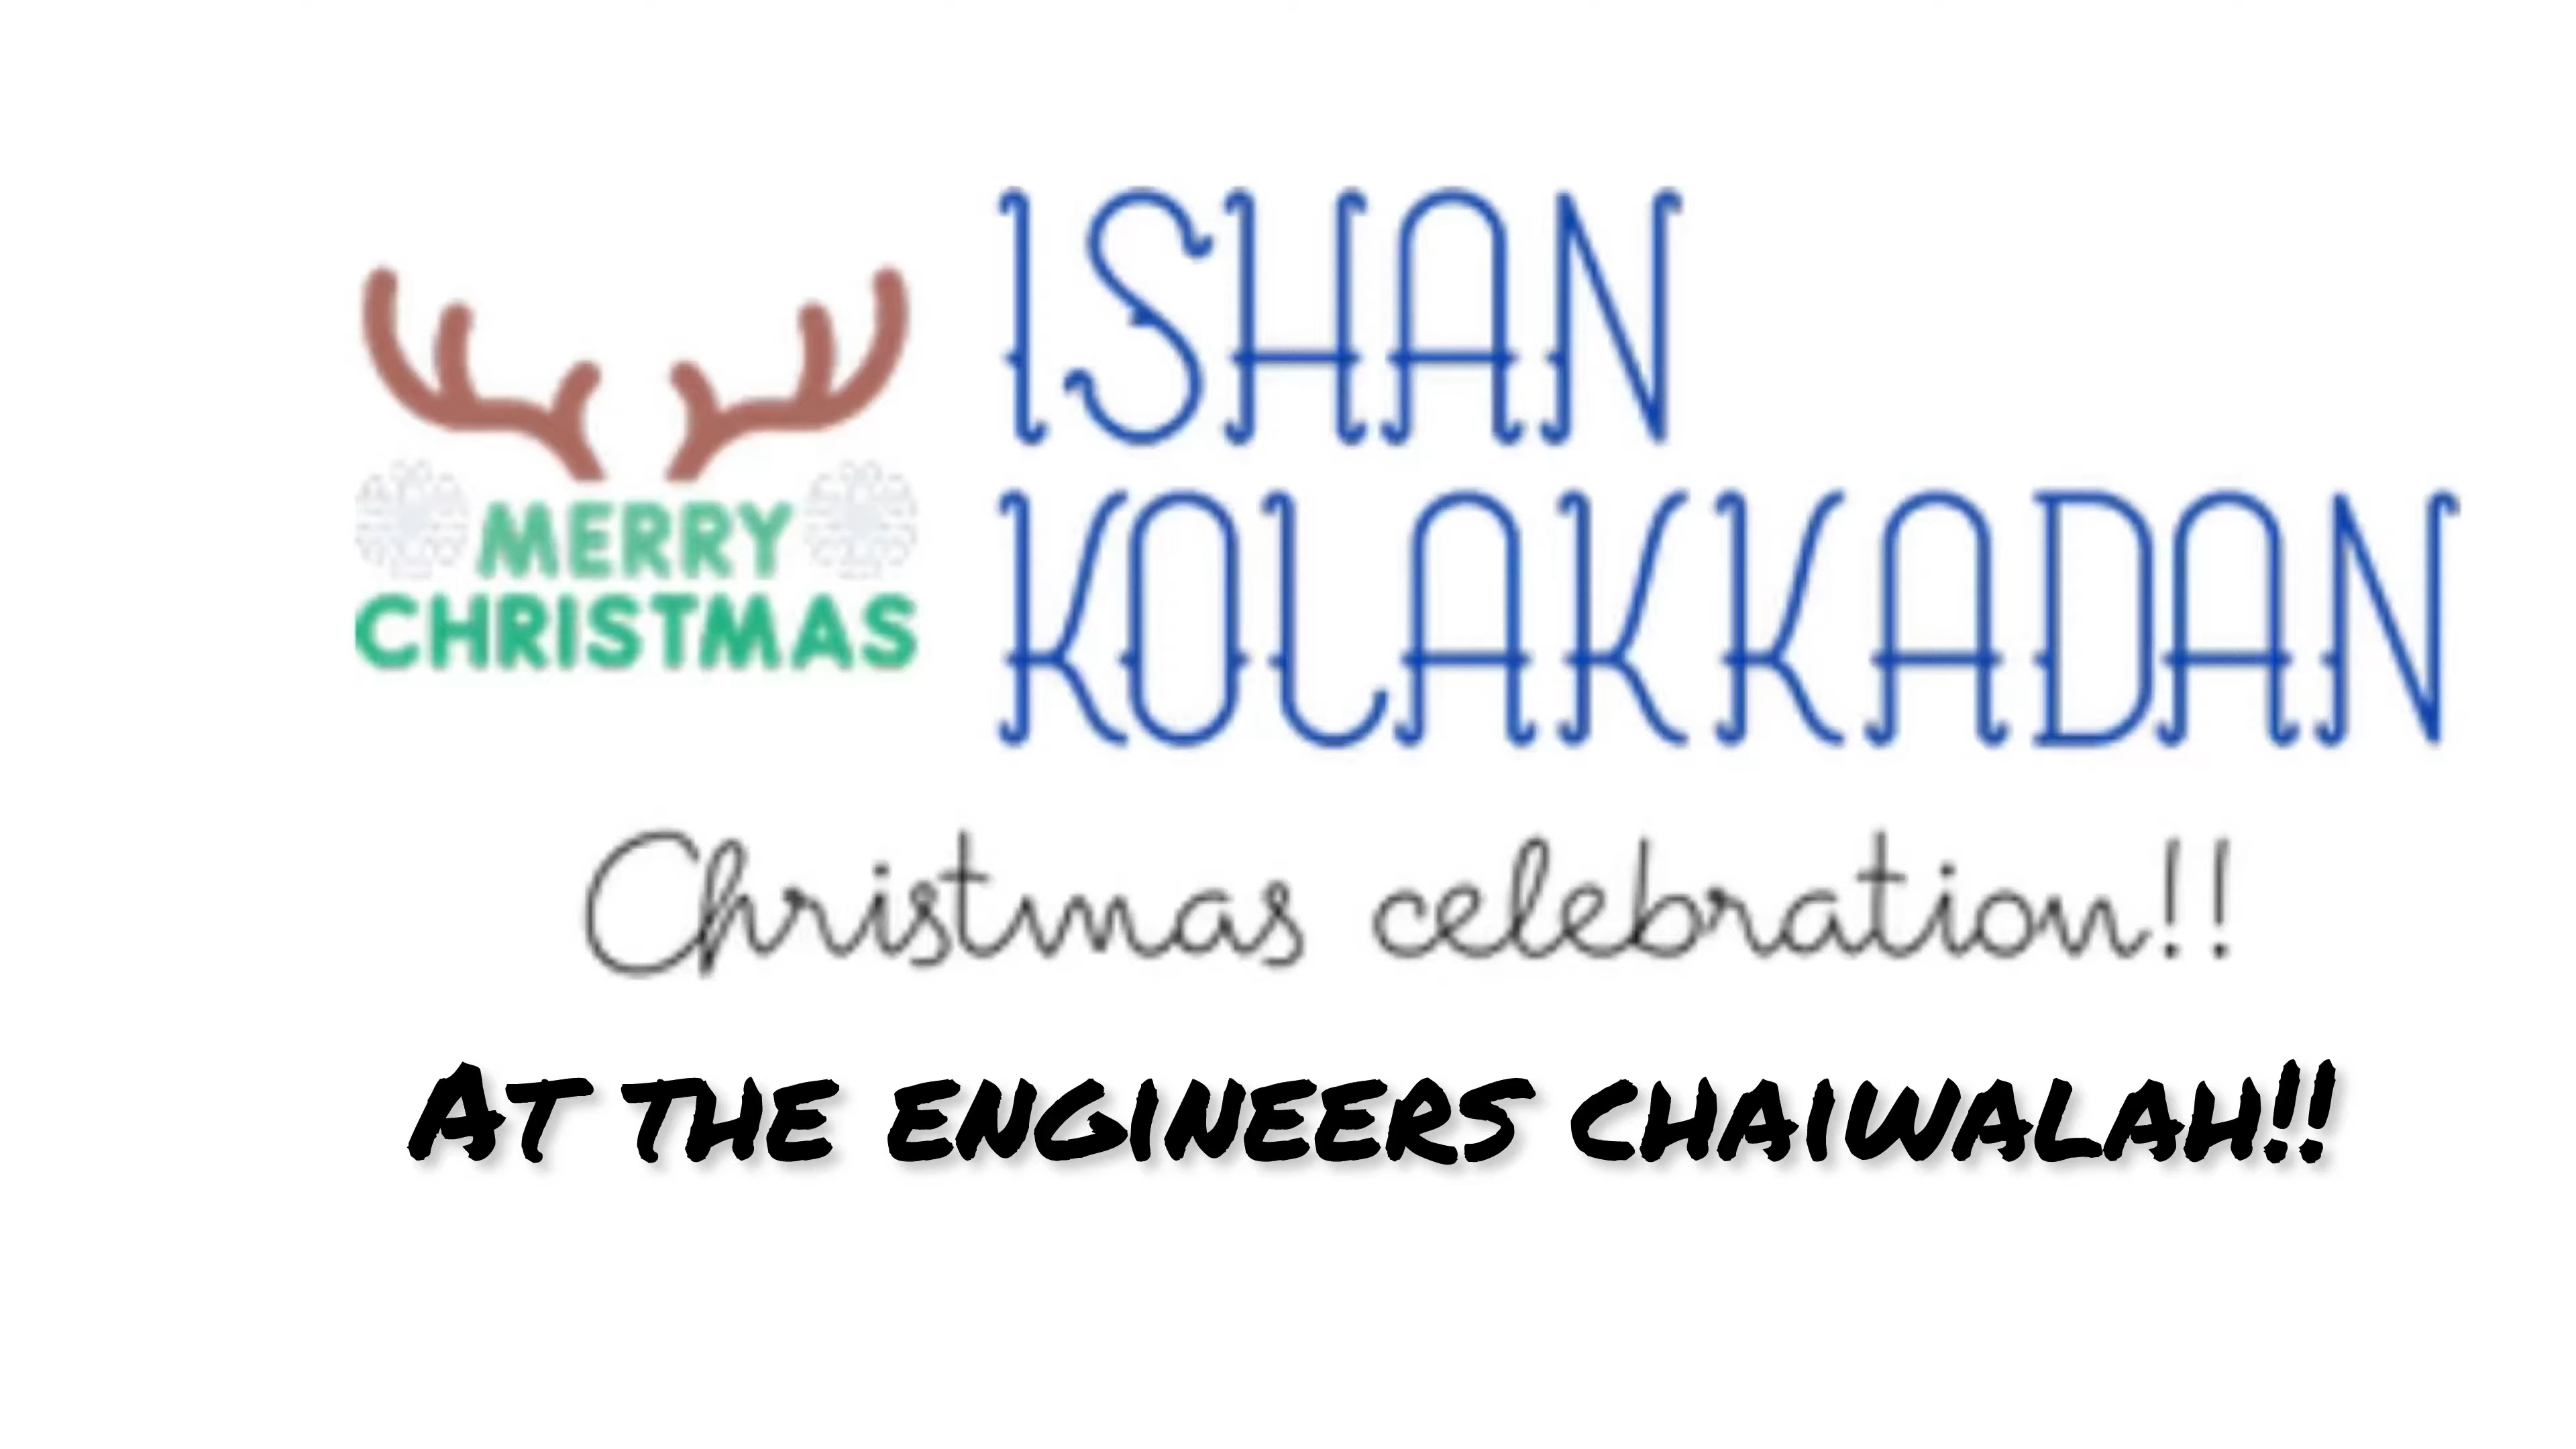 ISHAN
KOLAKKADAN
MERRY
CHRISTMAS
Christmas celebration!!
AT THE ENGINEERS CHAIWALAH!!